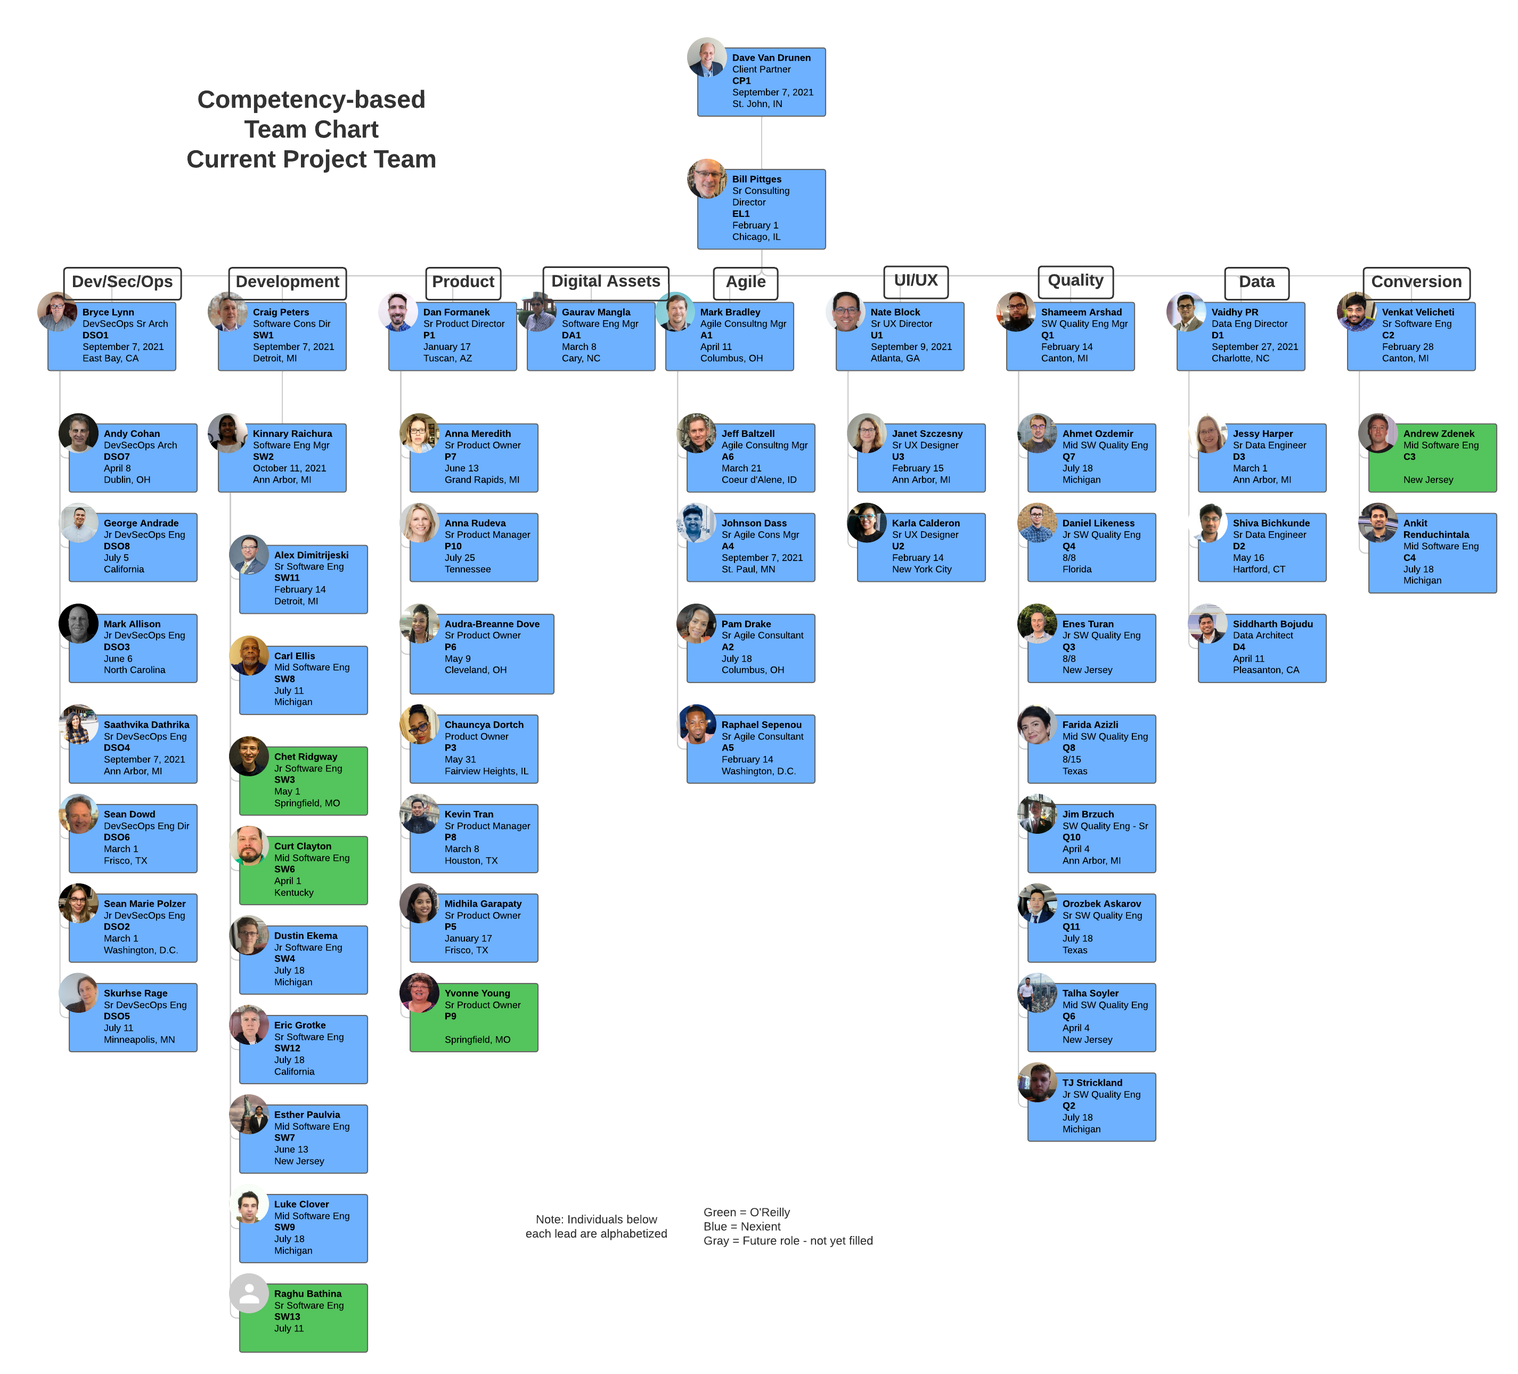 Competency-based
Team Chart
Current Project Team
Dave Van Drunen
Client Partner
CP1
September 7, 2021
St. John, IN
Bill Pittges
Sr Consulting
Director
EL1
February 1
Chicago, IL
Dev/Sec/Ops
Bryce Lynn
DevSecOps Sr Arch
DSO1
September 7, 2021
East Bay, CA
Andy Cohan
DevSecOps Arch
DSO7
April 8
Dublin, OH
George Andrade
Jr DevSecOps Eng
DSO8
July 5
California
Mark Allison
Jr DevSecOps Eng
DSO3
June 6
North Carolina
Saathvika Dathrika
Sr DevSecOps Eng
DSO4
September 7, 2021
Ann Arbor, MI
Sean Dowd
DevSecOps Eng Dir
DSO6
March 1
Frisco, TX
Sean Marie Polzer
Jr DevSecOps Eng
DSO2
March 1
Washington, D.C.
Skurhse Rage
Sr DevSecOps Eng
DSO5
July 11
Minneapolis, MN
Development
Craig Peters
Software Cons Dir
SW1
September 7, 2021
Detroit, MI
Kinnary Raichura
Software Eng Mgr
SW2
October 11, 2021
Ann Arbor, MI
Alex Dimitrijeski
Sr Software Eng
SW11
February 14
Detroit, MI
Carl Ellis
Mid Software Eng
SW8
July 11
Michigan
Chet Ridgway
Jr Software Eng
SW3
May 1
Springfield, MO
Curt Clayton
Mid Software Eng
SW6
April 1
Kentucky
Dustin Ekema
Jr Software Eng
SW4
July 18
Michigan
Eric Grotke
Sr Software Eng
SW12
July 18
California
Esther Paulvia
Mid Software Eng
SW7
June 13
New Jersey
Luke Clover
Mid Software Eng
SW9
July 18
Michigan
Raghu Bathina
Sr Software Eng
SW13
July 11
Product
Dan Formanek
Sr Product Director
P1
January 17
Tuscan, AZ
Anna Meredith
Sr Product Owner
P7
June 13
Grand Rapids, MI
Anna Rudeva
Sr Product Manager
P10
July 25
Tennessee
Audra-Breanne Dove
Sr Product Owner
P6
May 9
Cleveland, OH
Chauncya Dortch
Product Owner
P3
May 31
Fairview Heights, IL
Kevin Tran
Sr Product Manager
P8
March 8
Houston, TX
Midhila Garapaty
Sr Product Owner
P5
January 17
Frisco, TX
Yvonne Young
Sr Product Owner
P9
Springfield, MO
Digital Assets
Gaurav Mangla
Software Eng Mgr
DA1
March 8
Cary, NC
Agile
Mark Bradley
Agile Consultng Mgr
A1
April 11
Columbus, OH
Jeff Baltzell
Agile Consultng Mgr
A6
March 21
Coeur d'Alene, ID
Johnson Dass
Sr Agile Cons Mgr
A4
September 7, 2021
St. Paul, MN
Pam Drake
Sr Agile Consultant
A2
July 18
Columbus, OH
Raphael Sepenou
Sr Agile Consultant
A5
February 14
Washington, D.C.
UI/UX
Nate Block
Sr UX Director
U1
September 9, 2021
Atlanta, GA
Janet Szczesny
Sr UX Designer
U3
February 15
Ann Arbor, MI
Karla Calderon
Sr UX Designer
U2
February 14
New York City
Quality
Shameem Arshad
SW Quality Eng Mgr
Q1
February 14
Canton, MI
Ahmet Ozdemir
Mid SW Quality Eng
Q7
July 18
Michigan
Daniel Likeness
Jr SW Quality Eng
Q4
8/8
Florida
Enes Turan
Jr SW Quality Eng
Q3
8/8
New Jersey
Farida Azizli
Mid SW Quality Eng
Q8
8/15
Texas
Jim Brzuch
SW Quality Eng - Sr
Q10
April 4
Ann Arbor, MI
Orozbek Askarov
Sr SW Quality Eng
Q11
July 18
Texas
Talha Soyler
Mid SW Quality Eng
Q6
April 4
New Jersey
TJ Strickland
Jr SW Quality Eng
Q2
July 18
Michigan
Data
Vaidhy PR
Data Eng Director
D1
September 27, 2021
Charlotte, NC
Jessy Harper
Sr Data Engineer
D3
March 1
Ann Arbor, MI
Shiva Bichkunde
Sr Data Engineer
D2
May 16
Hartford, CT
Siddharth Bojudu
Data Architect
D4
April 11
Pleasanton, CA
Conversion
Venkat Velicheti
Sr Software Eng
C2
February 28
Canton, MI
Andrew Zdenek
Mid Software Eng
C3
New Jersey
Ankit
Renduchintala
Mid Software Eng
C4
July 18
Michigan
Note: Individuals below
each lead are alphabetized
Green = O'Reilly
Blue = Nexient
Gray = Future role - not yet filled